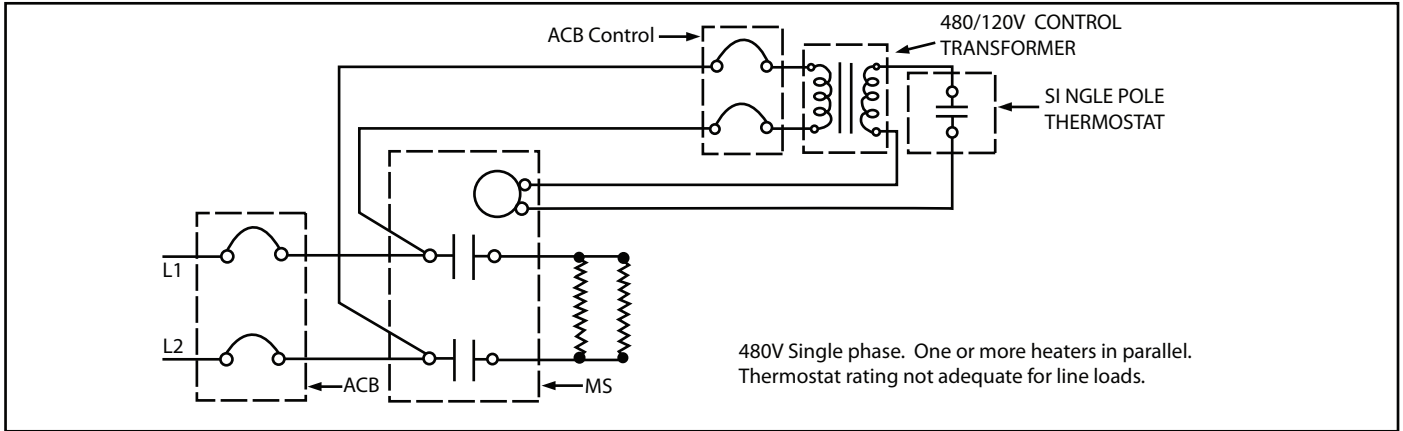 ACB Control
480/120V CONTROL
TRANSFORMER
SI NGLE POLE
THERMOSTAT
L1
L2
ACB
MS
480V Single phase. One or more heaters in parallel.
Thermostat rating not adequate for line loads.